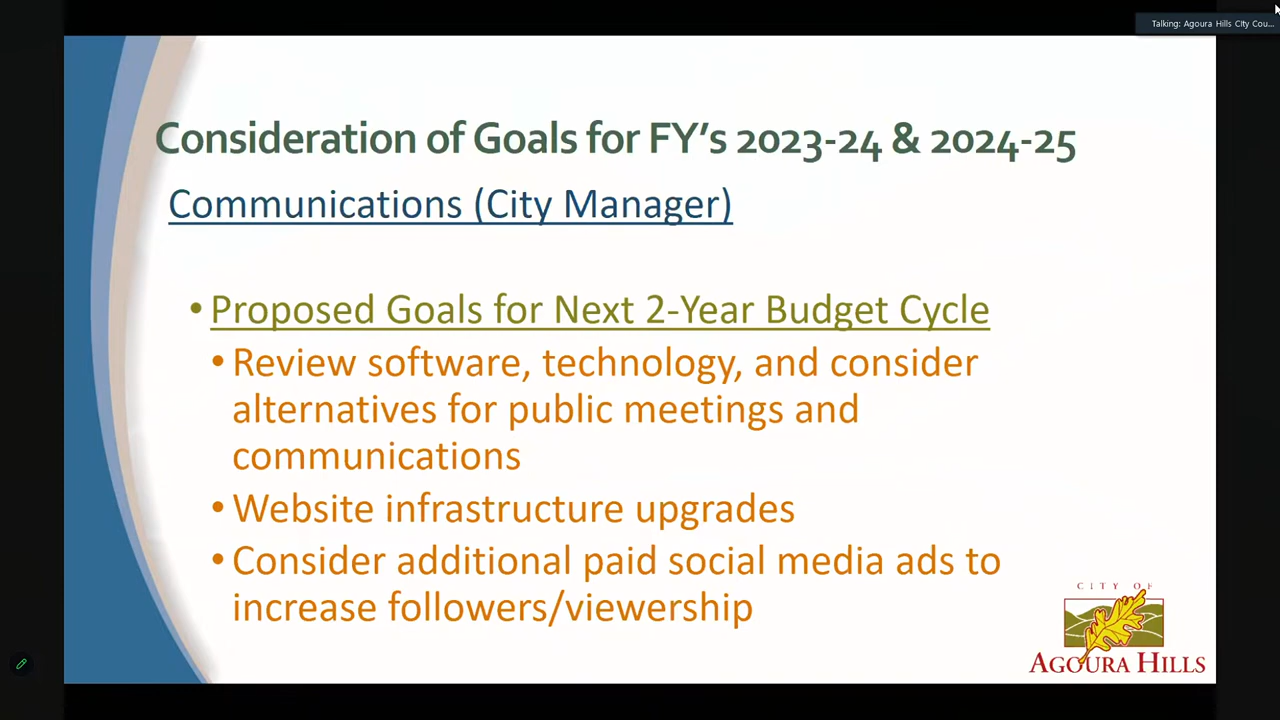 Talking: Agoura Hills City Cou...
Consideration of Goals for FY's 2023-24 & 2024-25
Communications (City Manager)
• Proposed Goals for Next 2-Year Budget Cycle
• Review software, technology, and consider
alternatives for public meetings and
communications
• Website infrastructure upgrades
• Consider additional paid social media ads to
increase followers/viewership
CITY OF
AGOURA HILLS